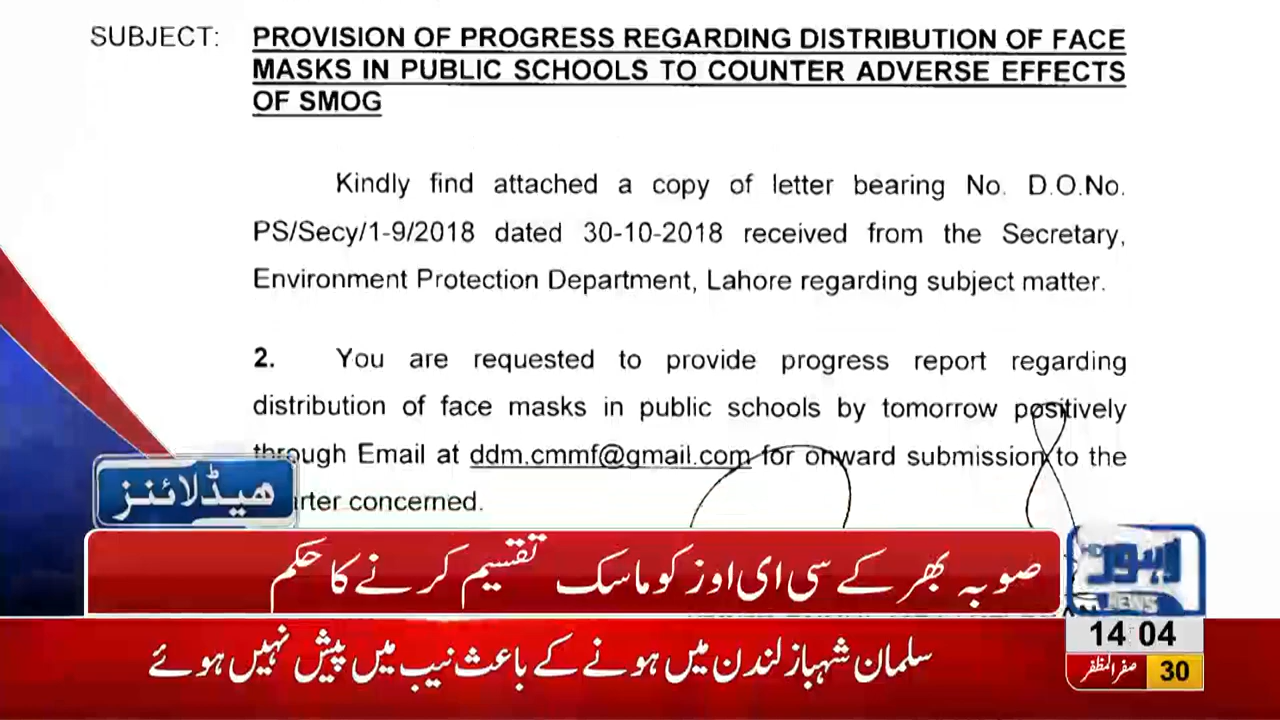 SUBJECT: PROVISION OF PROGRESS REGARDING DISTRIBUTION OF FACE
MASKS IN PUBLIC SCHOOLS TO COUNTER ADVERSE EFFECTS
OF SMOG
Kindly find attached a copy of letter bearing No. D.O.No.
PS/Secy/1-9/2018 dated 30-10-2018 received from the Secretary,
Environment Protection Department, Lahore regarding subject matter.
2. You are requested to provide progress report regarding
distribution of face masks in public schools by tomorrow positively
through Email at ddm.cmmf@gmail.com for onward submission to the
concerned.
ہیڈلائنز
صوبہ بھر کے سی ای اوز کو ماسک تقسیم کرنے کا حکم
لاہور
HD
NEWS
سلمان شہباز لندن میں ہونے کے باعث نیب میں پیش نہیں ہوئے
14 04
30 صفرالمظفر